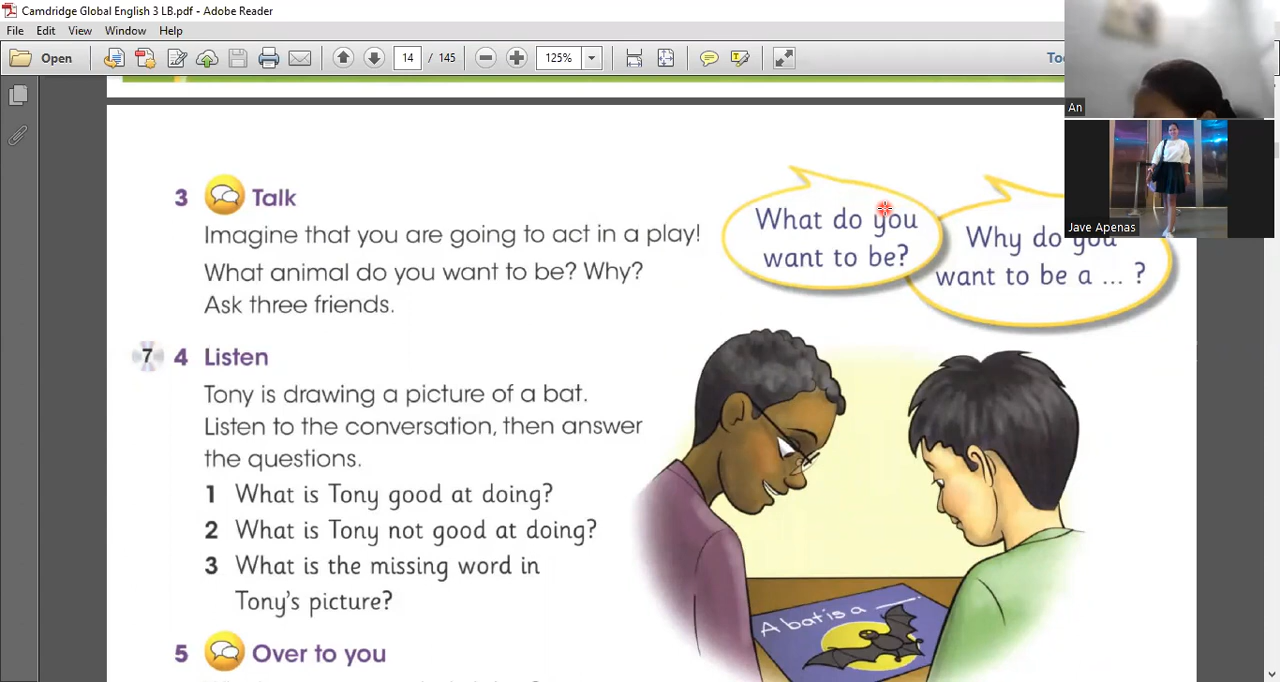 Camdridge Global English 3 LB.pdf - Adobe Reader
File Edit View Window Help
Open 14 / 145 125%
An
Jave Apenas
3 Talk
Imagine that you are going to act in a play!
What animal do you want to be? Why?
Ask three friends.
What do you
want to be?
Why do you
want to be a ... ?
7 4 Listen
Tony is drawing a picture of a bat.
Listen to the conversation, then answer
the questions.
1 What is Tony good at doing?
2 What is Tony not good at doing?
3 What is the missing word in
Tony's picture?
A bat is a ___.
5 Over to you